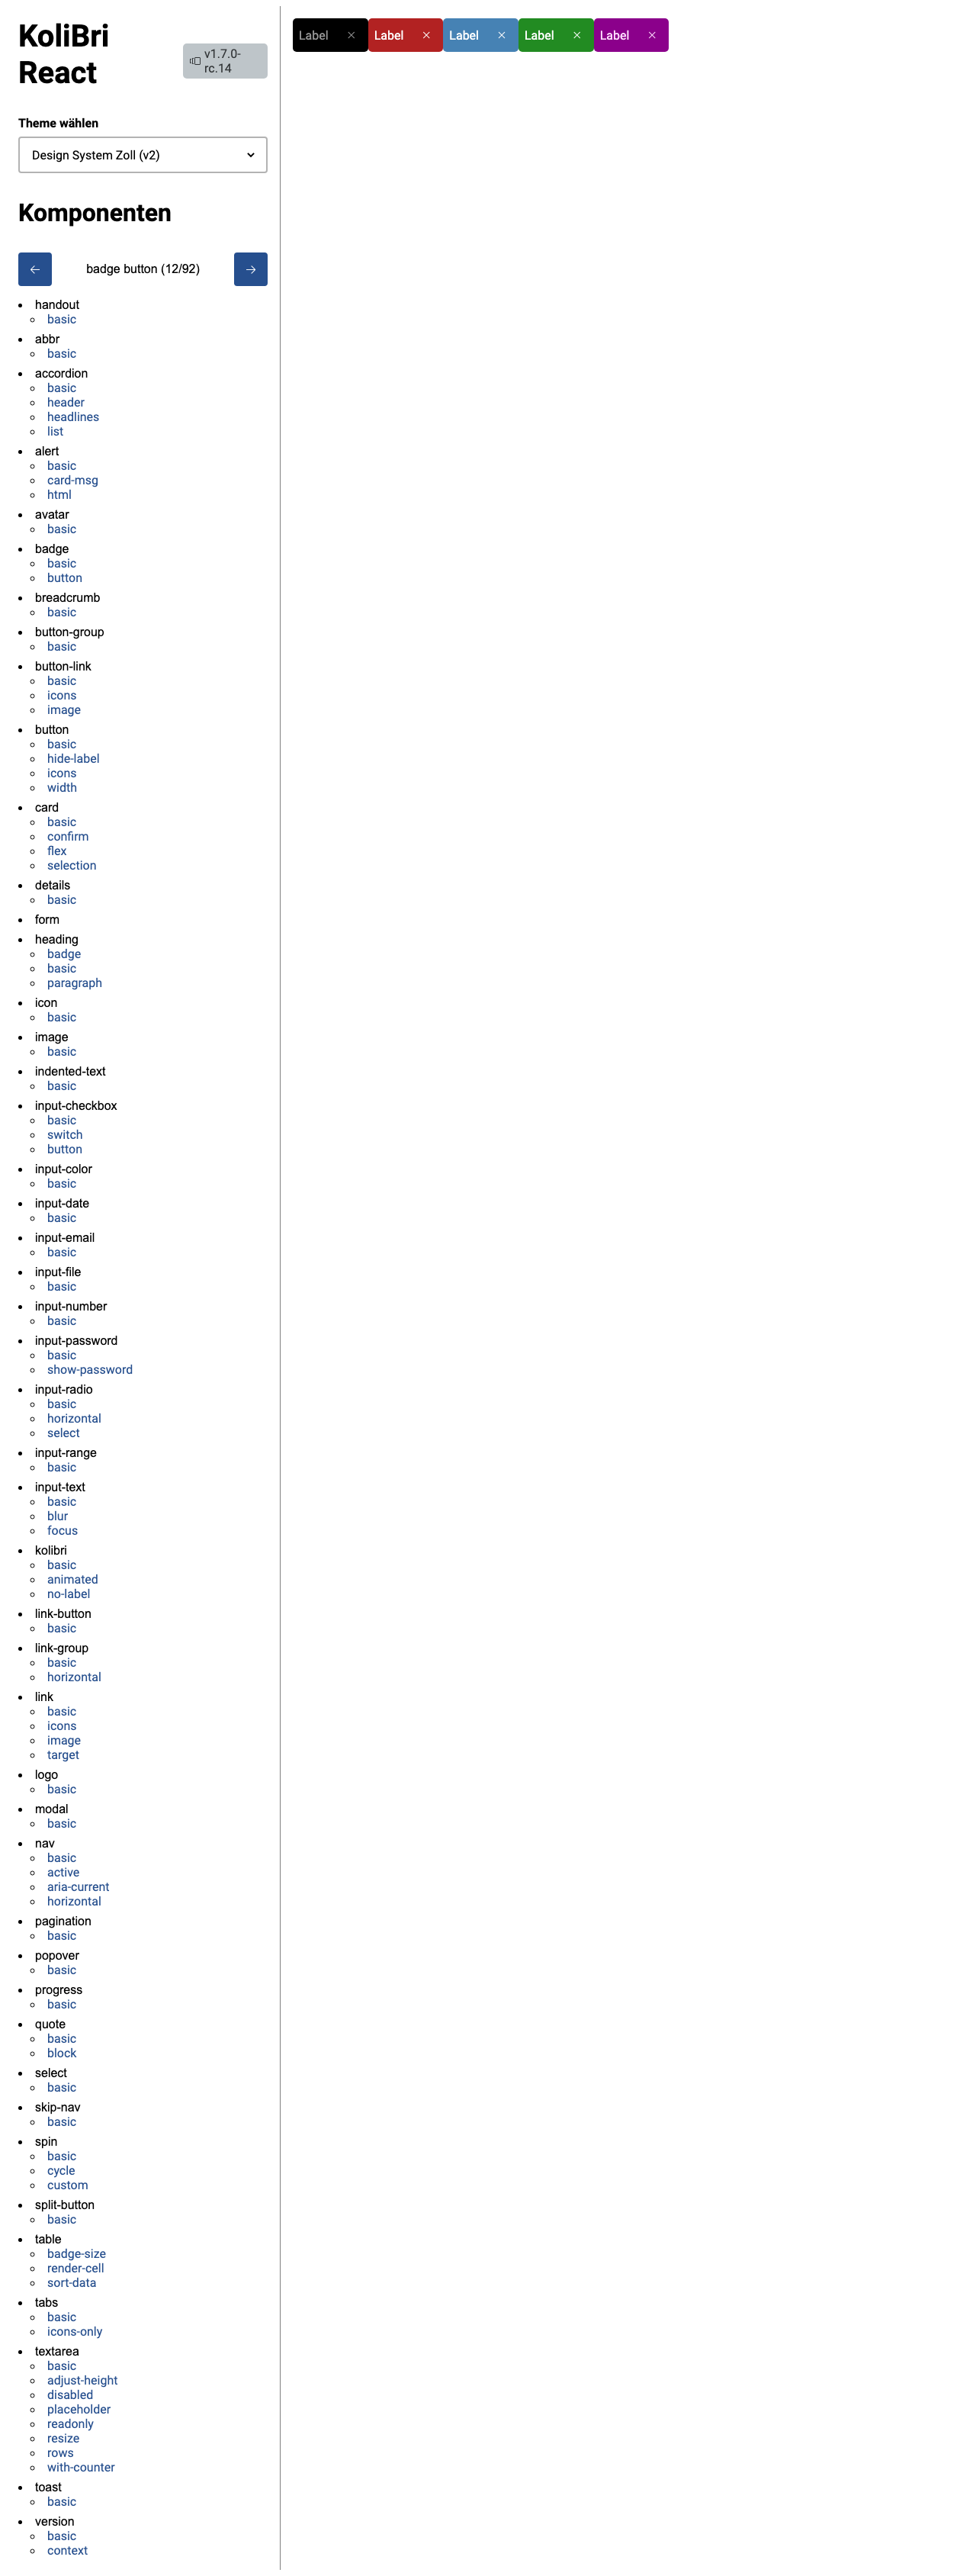 KoliBri
React
v1.7.0-
rc.14
Theme wählen
Design System Zoll (v2)
Komponenten
badge button (12/92)
handout
basic
abbr
basic
accordion
basic
header
headlines
list
alert
basic
card-msg
html
avatar
basic
badge
basic
button
breadcrumb
basic
button-group
basic
button-link
basic
icons
image
button
basic
hide-label
icons
width
card
basic
confirm
flex
selection
details
basic
form
heading
badge
basic
paragraph
icon
basic
image
basic
indented-text
basic
input-checkbox
basic
switch
button
input-color
basic
input-date
basic
input-email
basic
input-file
basic
input-number
basic
input-password
basic
show-password
input-radio
basic
horizontal
select
input-range
basic
input-text
basic
blur
focus
kolibri
basic
animated
no-label
link-button
basic
link-group
basic
horizontal
link
basic
icons
image
target
logo
basic
modal
basic
nav
basic
active
aria-current
horizontal
pagination
basic
popover
basic
progress
basic
quote
basic
block
select
basic
skip-nav
basic
spin
basic
cycle
custom
split-button
basic
table
badge-size
render-cell
sort-data
tabs
basic
icons-only
textarea
basic
adjust-height
disabled
placeholder
readonly
resize
rows
with-counter
toast
basic
version
basic
context
Label Label Label Label Label